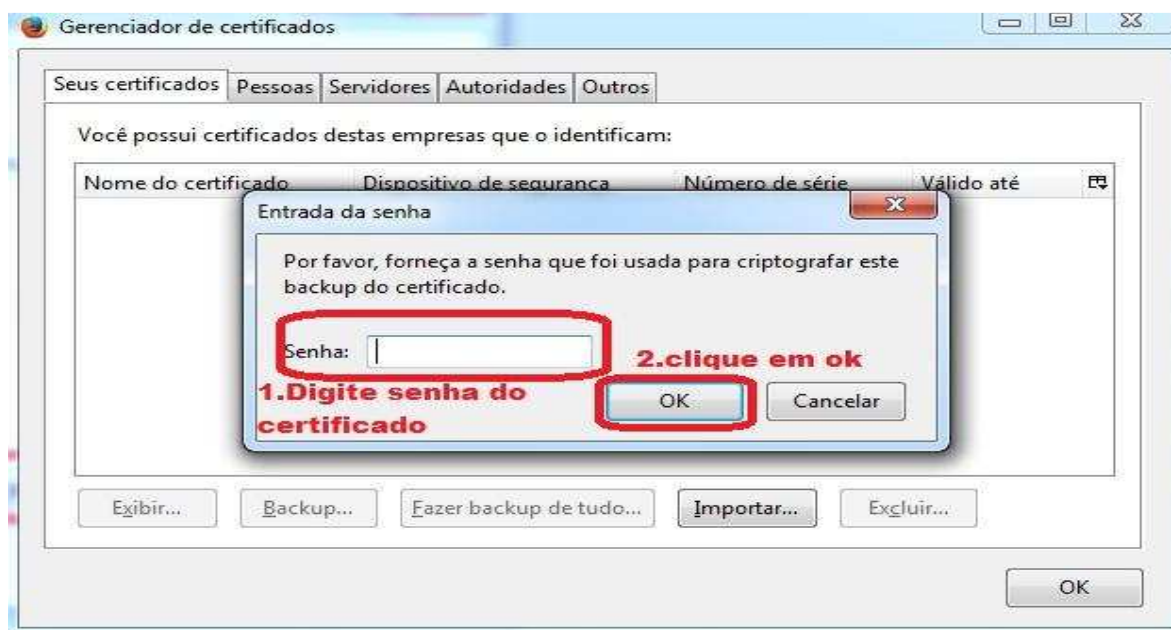 Gerenciador de certificados
Seus certificados Pessoas Servidores Autoridades Outros
Você possui certificados destas empresas que o identificam:
Nome do certificado Dispositivo de segurança Número de série Válido até
Entrada da senha
Por favor, forneça a senha que foi usada para criptografar este
backup do certificado.
Senha:
2.clique em ok
1.Digite senha do
certificado
OK Cancelar
Exibir... Backup... Fazer backup de tudo... Importar... Excluir...
OK